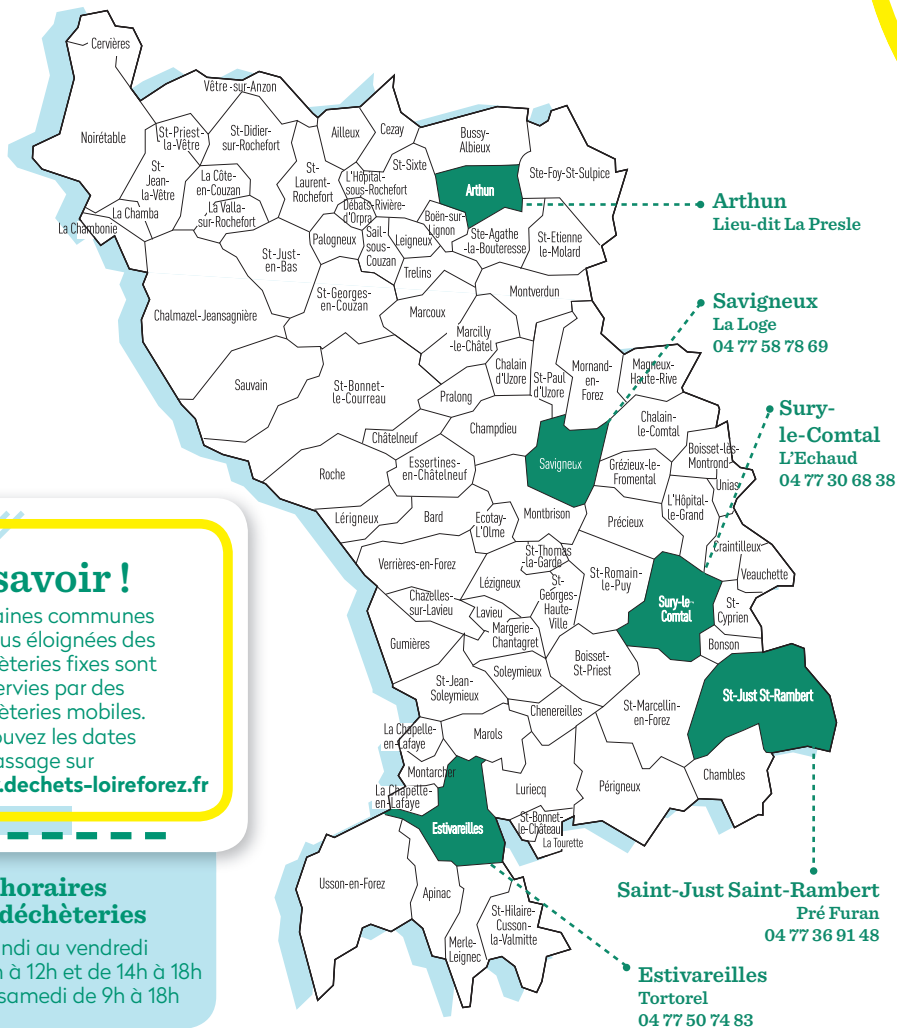 Cervières
Vêtre-sur-Anzon
Noirétable
St-Priest-
la-Vêtre
St-Didier-
sur-Rochefort
Ailleux
Cezay
Bussy-
Albieux
St-
Jean-
la-Vêtre
La Côte-
en-Couzan
St-
Laurent-
Rochefort
L'Hôpital-
sous-Rochefort
St-Sixte
Arthun
Ste-Foy-St-Sulpice
La Chamba
La Chambonie
La Valla-
sur-Rochefort
Débats-Rivière-
d'Orpra
Boën-sur-
Lignon
Palogneux
Sail-
sous-
Couzan
Leigneux
Ste-Agathe
-la-Bouteresse
St-Etienne
le-Molard
St-Just-
en-Bas
Trelins
Chalmazel-Jeansagnière
St-Georges-
en-Couzan
Marcoux
Montverdun
Marcilly
-le-Châtel
Sauvain
St-Bonnet-
le-Courreau
Pralong
Chalain
d'Uzore
St-Paul
d'Uzore
Mornand-
en-
Forez
Magneux-
Haute-Rive
Châtelneuf
Champdieu
Chalain-
le-Comtal
Roche
Essertines-
en-Châtelneuf
Savigneux
Grézieux-le-
Fromental
Boisset-lès-
Montrond
Unias
Lérigneux
Bard
Ecotay-
L'Olme
Montbrison
Précieux
L'Hôpital-
le-Grand
Craintilleux
Verrières-en-Forez
St-Thomas
-la-Garde
Lézigneux
St-
Georges-
Haute-
Ville
St-Romain-
le-Puy
Veauchette
Chazelles-
sur-Lavieu
Lavieu
Margerie-
Chantagret
Sury-le
Comtal
St-
Cyprien
Bonson
Gumières
Soleymieux
Boisset-
St-Priest
St-Jean-
Soleymieux
Chenereilles
St-Marcellin-
en-Forez
St-Just St-Rambert
La Chapelle-
en-Lafaye
Marols
Montarcher
La Chapelle-
en-Lafaye
Luriecq
Périgneux
Chambles
Estivareilles
St-Bonnet-
le-Château
La Tourette
Usson-en-Forez
Apinac
St-Hilaire-
Cusson-
la-Valmitte
Merle-
Leignec
Arthun
Lieu-dit La Presle
Savigneux
La Loge
04 77 58 78 69
Sury-
le-Comtal
L'Echaud
04 77 30 68 38
Saint-Just Saint-Rambert
Pré Furan
04 77 36 91 48
Estivareilles
Tortorel
04 77 50 74 83
savoir !
aines communes
us éloignées des
èteries fixes sont
ervies par des
èteries mobiles.
ouvez les dates
assage sur
.dechets-loireforez.fr
horaires
déchèteries
ndi au vendredi
h à 12h et de 14h à 18h
samedi de 9h à 18h